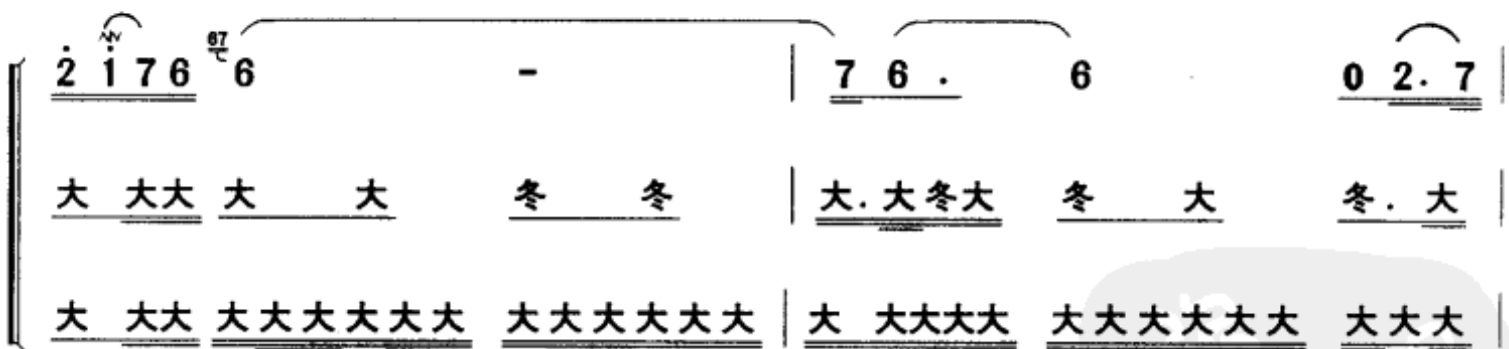 2 1 7 6 67 6 - | 7 6 . 6 0 2 . 7 |
大 大大 大 大 冬 冬 | 大 . 大冬大 冬 大 冬 . 大 |
大 大大 大大大大大大 大大大大大大 | 大 大大大大 大大大大大大 大大大 |